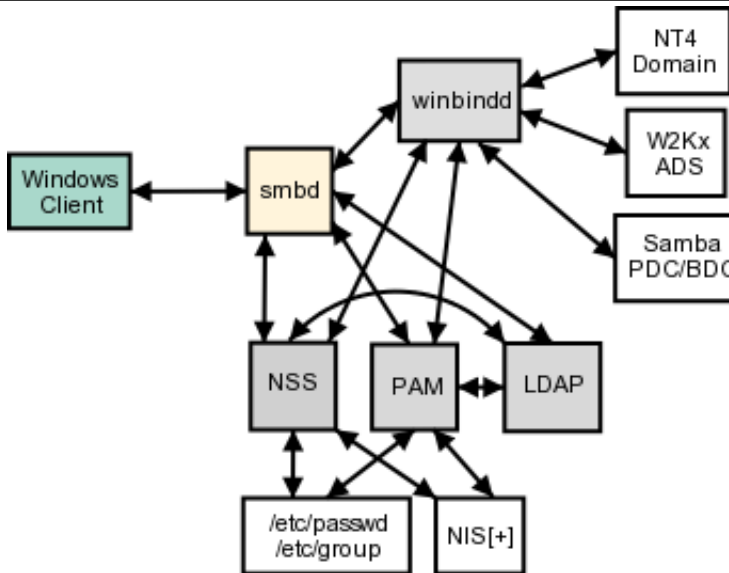 NT4
Domain
winbindd
W2Kx
ADS
Windows
Client
smbd
Samba
PDC/BDC
NSS
PAM
LDAP
/etc/passwd
/etc/group
NIS[+]